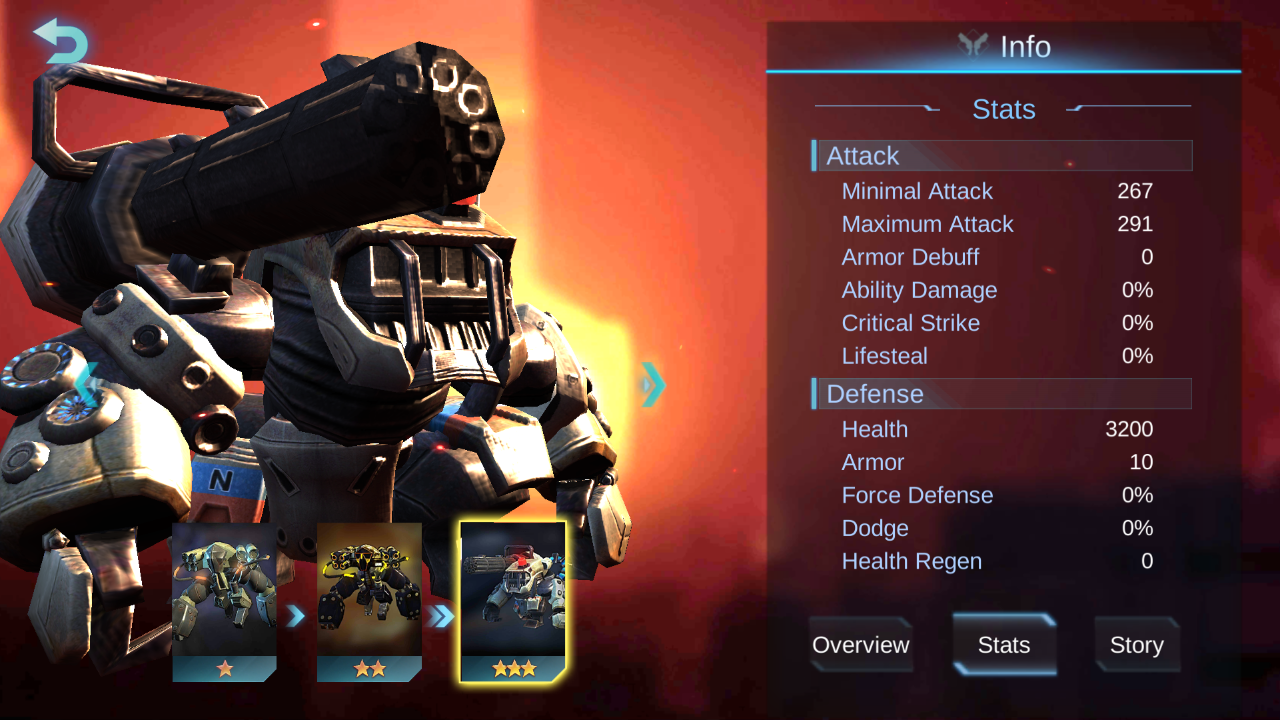 Info
Stats
Attack
Minimal Attack 267
Maximum Attack 291
Armor Debuff 0
Ability Damage 0%
Critical Strike 0%
Lifesteal 0%
Defense
Health 3200
Armor 10
Force Defense 0%
Dodge 0%
Health Regen 0
N
Overview Stats Story